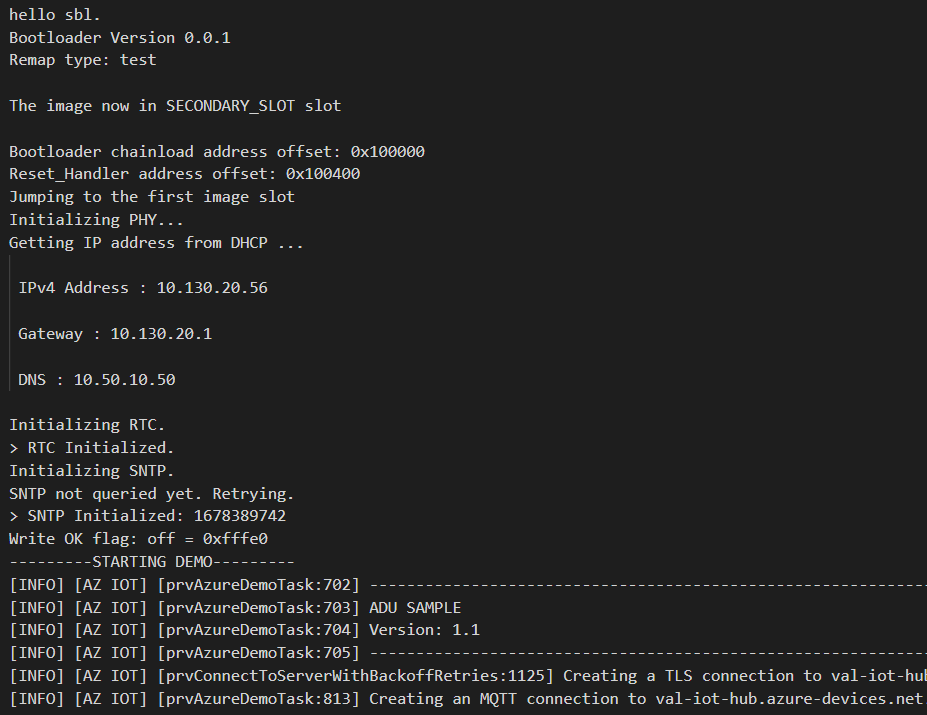 hello sbl.
Bootloader Version 0.0.1
Remap type: test
The image now in SECONDARY_SLOT slot
Bootloader chainload address offset: 0x100000
Reset_Handler address offset: 0x100400
Jumping to the first image slot
Initializing PHY...
Getting IP address from DHCP ...
IPv4 Address : 10.130.20.56
Gateway : 10.130.20.1
DNS : 10.50.10.50
Initializing RTC.
> RTC Initialized.
Initializing SNTP.
SNTP not queried yet. Retrying.
> SNTP Initialized: 1678389742
Write OK flag: off = 0xfffe0
---------STARTING DEMO---------
[INFO] [AZ IOT] [prvAzureDemoTask:702] -------------------------------------------------------------
[INFO] [AZ IOT] [prvAzureDemoTask:703] ADU SAMPLE
[INFO] [AZ IOT] [prvAzureDemoTask:704] Version: 1.1
[INFO] [AZ IOT] [prvAzureDemoTask:705] -------------------------------------------------------------
[INFO] [AZ IOT] [prvConnectToServerWithBackoffRetries:1125] Creating a TLS connection to val-iot-hu
[INFO] [AZ IOT] [prvAzureDemoTask:813] Creating an MQTT connection to val-iot-hub.azure-devices.net